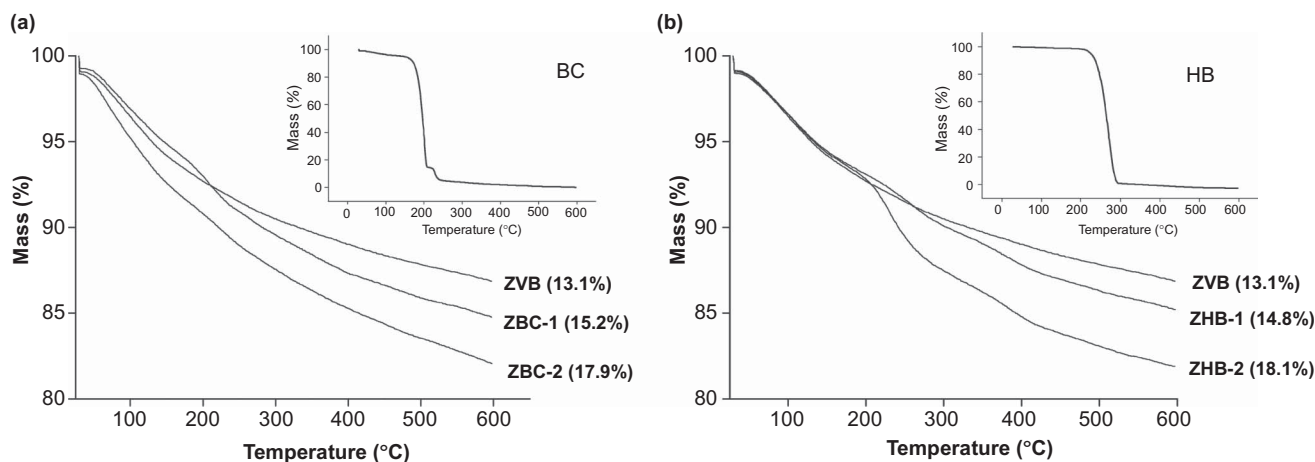 (a)
100
95
90
85
80
Mass (%)
100 200 300 400 500 600
Temperature (°C)
100
80
60
40
20
0
Mass (%)
0 100 200 300 400 500 600
Temperature (°C)
BC
ZVB (13.1%)
ZBC-1 (15.2%)
ZBC-2 (17.9%)
(b)
100
95
90
85
80
Mass (%)
100 200 300 400 500 600
Temperature (°C)
100
80
60
40
20
0
Mass (%)
0 100 200 300 400 500 600
Temperature (°C)
HB
ZVB (13.1%)
ZHB-1 (14.8%)
ZHB-2 (18.1%)